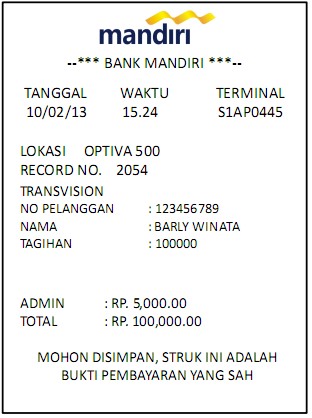 mandiri
--*** BANK MANDIRI ***--
TANGGAL WAKTU TERMINAL
10/02/13 15.24 S1AP0445
LOKASI OPTIVA 500
RECORD NO. 2054
TRANSVISION
NO PELANGGAN : 123456789
NAMA : BARLY WINATA
TAGIHAN : 100000
ADMIN : RP. 5,000.00
TOTAL : RP. 100,000.00
MOHON DISIMPAN, STRUK INI ADALAH
BUKTI PEMBAYARAN YANG SAH